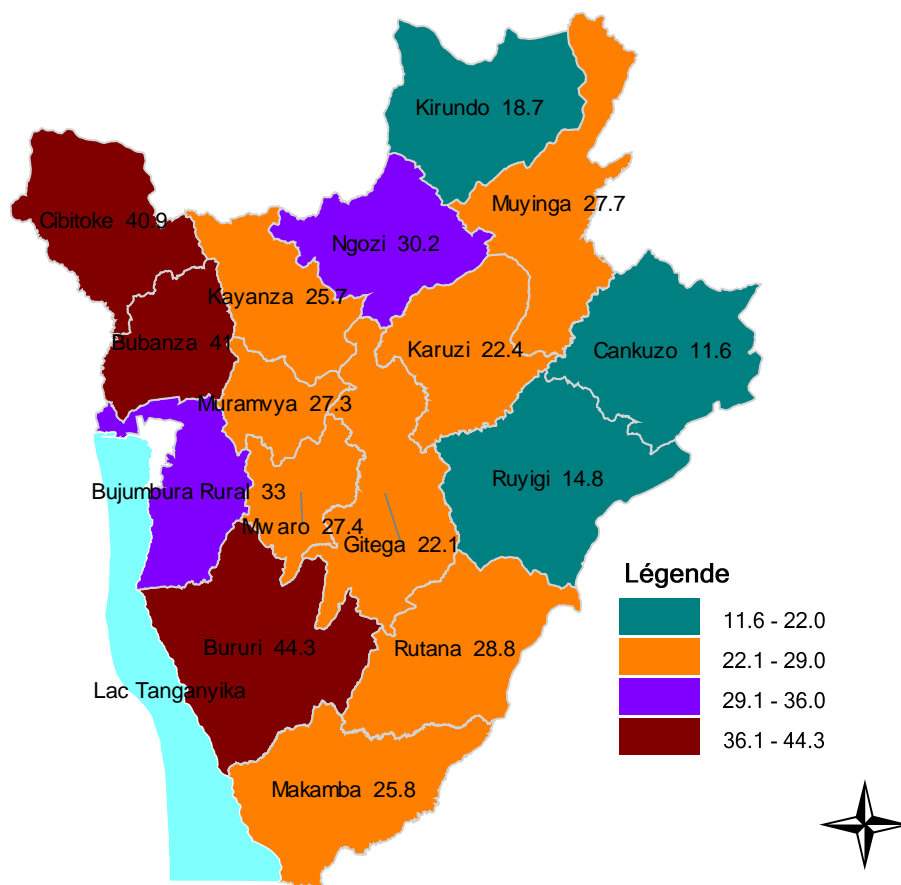 Kirundo 18.7
Muyinga 27.7
Cibitoke 40.9
Ngozi 30.2
Kayanza 25.7
Bubanza 41
Karuzi 22.4
Cankuzo 11.6
Muramvya 27.3
Ruyigi 14.8
Bujumbura Rural 33
Mwaro 27.4
Gitega 22.1
Légende
11.6 - 22.0
22.1 - 29.0
29.1 - 36.0
36.1 - 44.3
Bururi 44.3
Rutana 28.8
Lac Tanganyika
Makamba 25.8